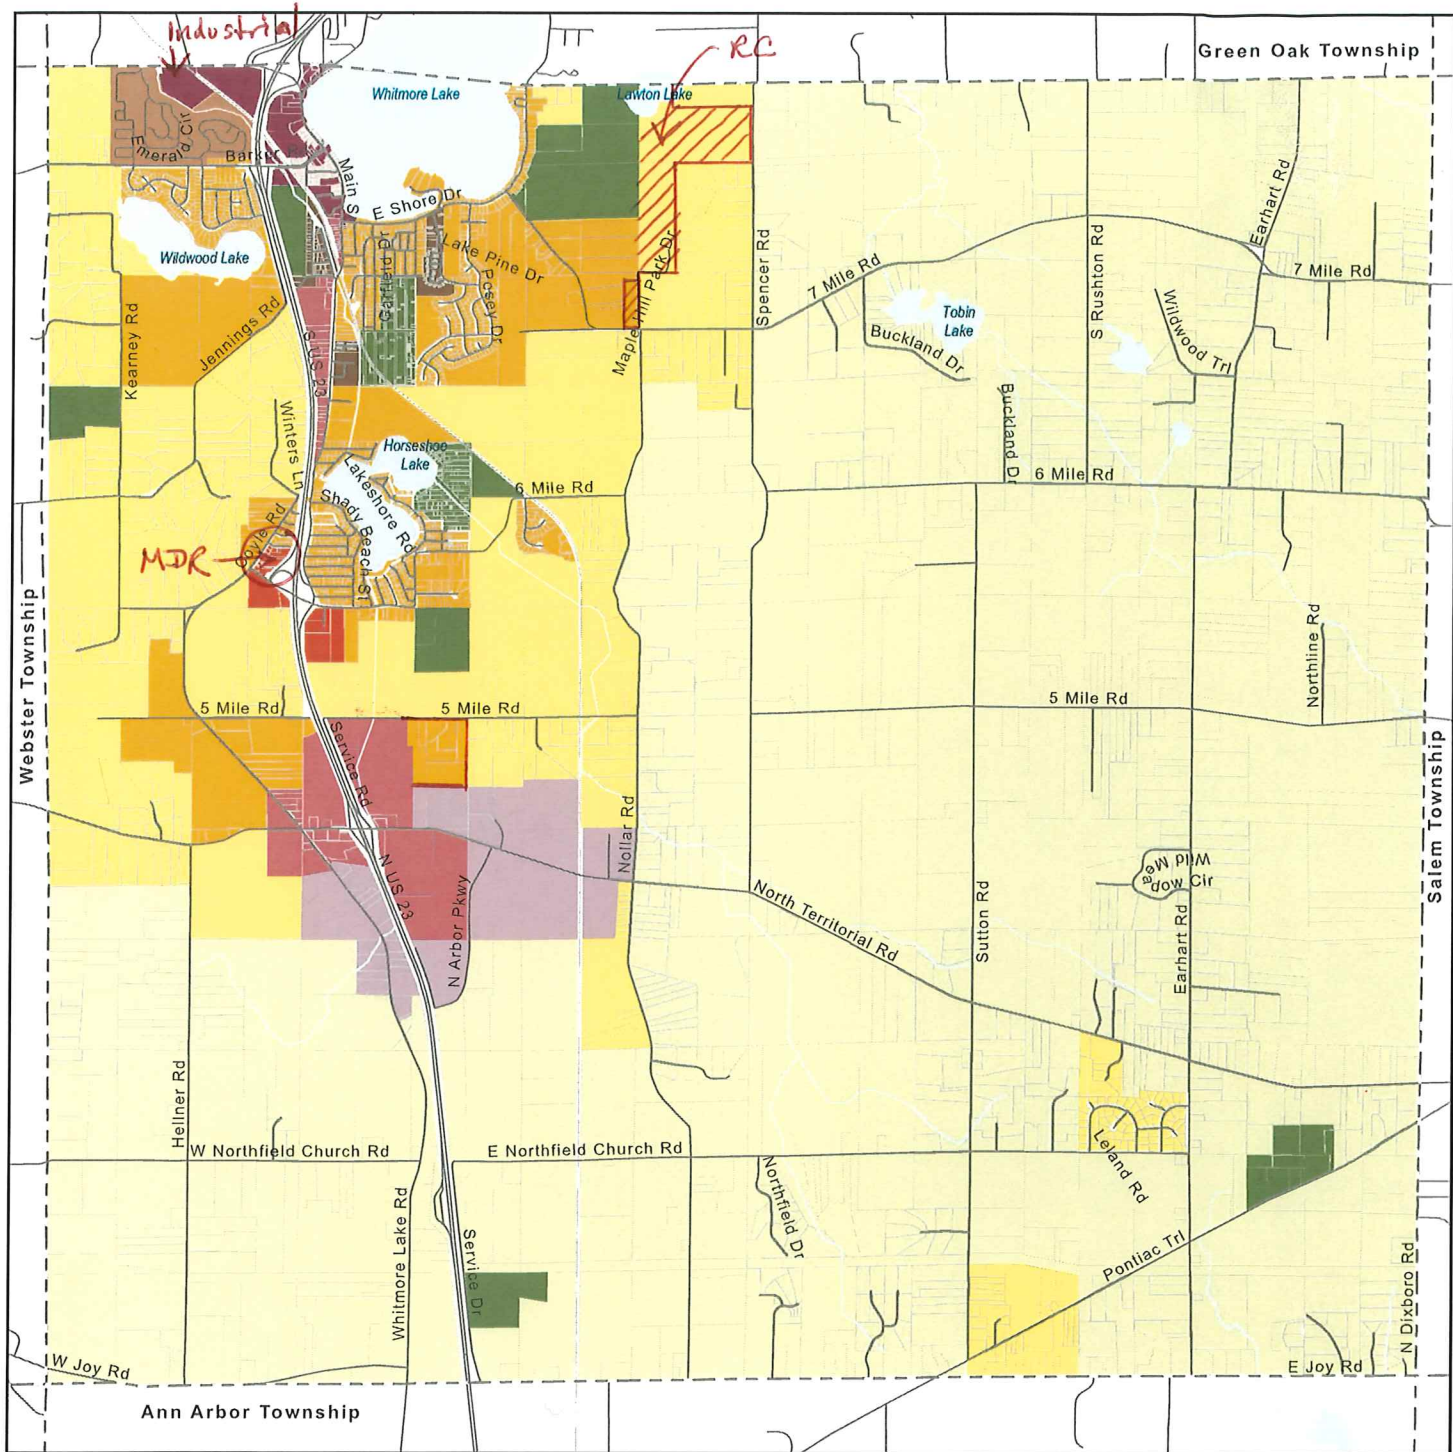 Industrial
RC
Green Oak Township
Whitmore Lake
Lawton Lake
Emerald Cir
Barker Rd
Main S
E Shore Dr
Earhart Rd
Wildwood Lake
Garfield Dr
Lake Pine Dr
Posey Dr
Maple Hill Park Dr
Spencer Rd
7 Mile Rd
S Rushton Rd
7 Mile Rd
Kearney Rd
Jennings Rd
S US 23
Tobin
Lake
Buckland Dr
Wildwood Trl
Winters Ln
Buckland Dr
Horseshoe
Lake
Lakeshore Rd
6 Mile Rd
6 Mile Rd
Shady Beach St
Coyle Rd
MDR
Webster Township
Northline Rd
5 Mile Rd
5 Mile Rd
5 Mile Rd
Service Rd
Salem Township
Nollar Rd
Wild Mea
dow Cir
N US 23
N Arbor Pkwy
North Territorial Rd
Sutton Rd
Earhart Rd
Hellner Rd
W Northfield Church Rd
E Northfield Church Rd
Leland Rd
Northfield Dr
Whitmore Lake Rd
Service Dr
Pontiac Trl
N Dixboro Rd
W Joy Rd
E Joy Rd
Ann Arbor Township